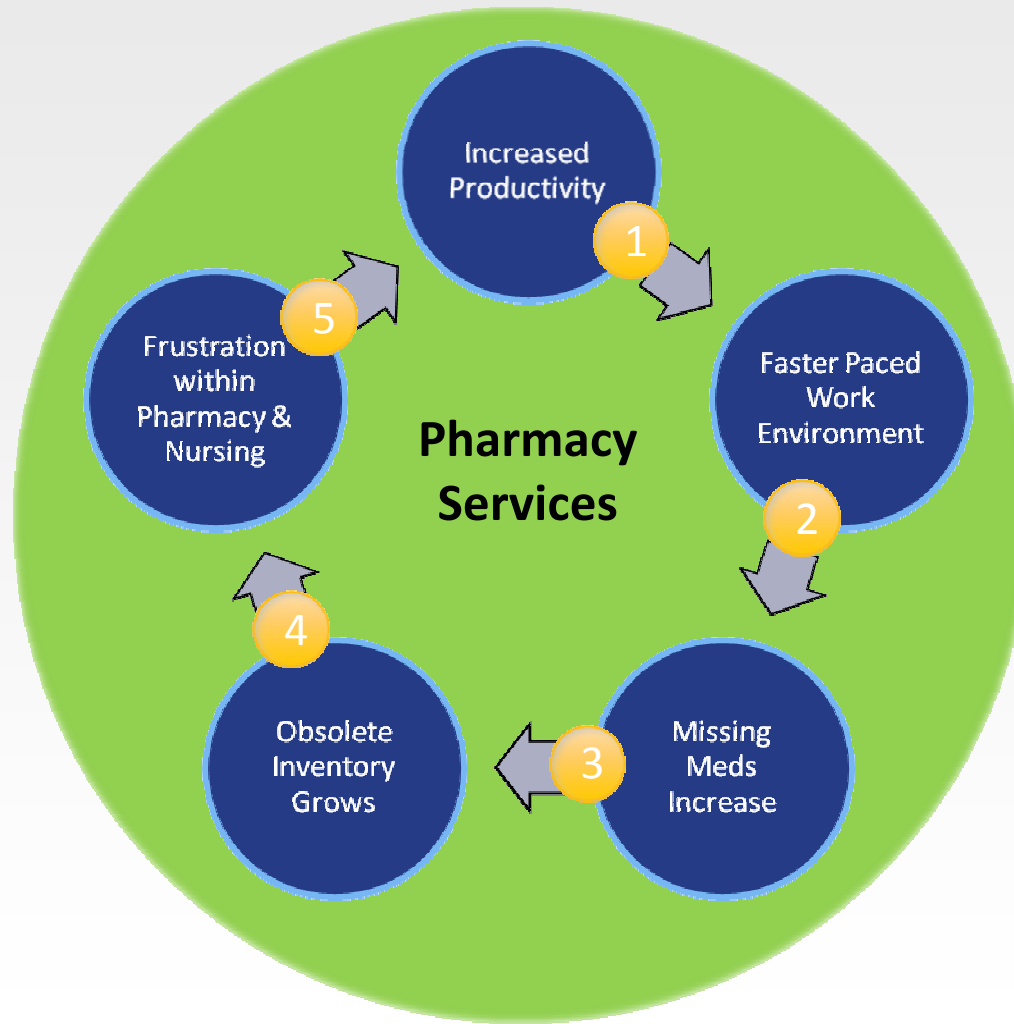 Increased
Productivity
1
Faster Paced
Work
Environment
2
Missing
Meds
Increase
3
Obsolete
Inventory
Grows
4
Frustration
within
Pharmacy &
Nursing
5
Pharmacy
Services